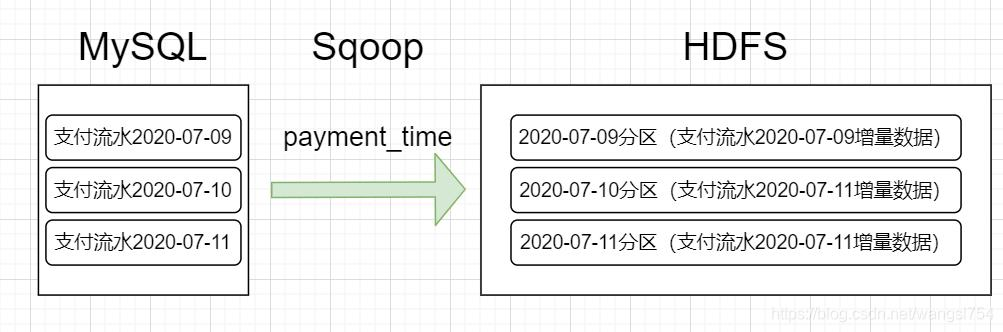 MySQL
Sqoop
HDFS
支付流水2020-07-09
支付流水2020-07-10
支付流水2020-07-11
payment_time
2020-07-09分区（支付流水2020-07-09增量数据）
2020-07-10分区（支付流水2020-07-11增量数据）
2020-07-11分区（支付流水2020-07-11增量数据）
https://blog.csdn.net/wangsl754